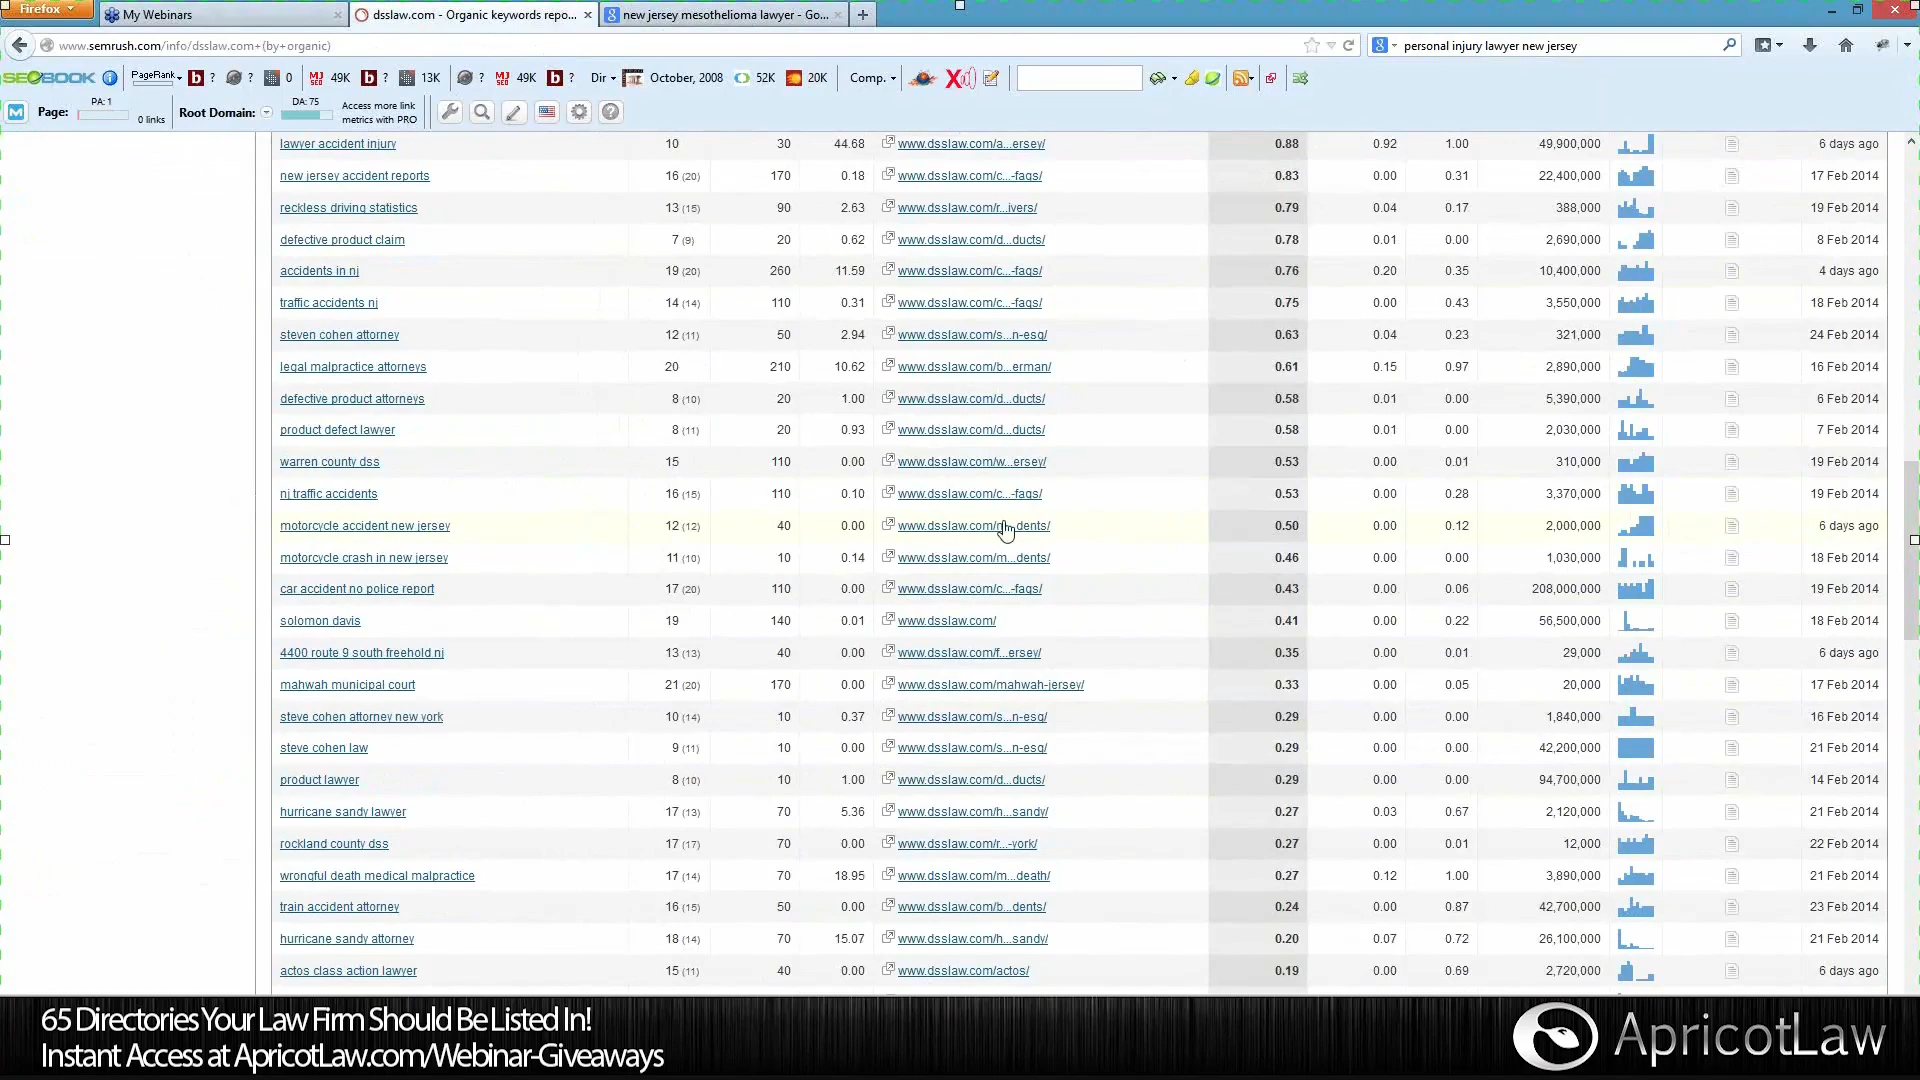 Firefox
My Webinars
dsslaw.com - Organic keywords repo...
new jersey mesothelioma lawyer - Go...
www.semrush.com/info/dsslaw.com+(by+organic)
personal injury lawyer new jersey
SEOBOOK PageRank ? ? 0 MJ SEO 49K ? 13K ? MJ SEO 49K ? Dir October, 2008 52K 20K Comp.
Page: PA: 1 0 links Root Domain: DA: 75 Access more link metrics with PRO
lawyer accident injury 10 30 44.68 www.dsslaw.com/a...ersey/ 0.88 0.92 1.00 49,900,000 6 days ago
new jersey accident reports 16 (20) 170 0.18 www.dsslaw.com/c...-faqs/ 0.83 0.00 0.31 22,400,000 17 Feb 2014
reckless driving statistics 13 (15) 90 2.63 www.dsslaw.com/r...ivers/ 0.79 0.04 0.17 388,000 19 Feb 2014
defective product claim 7 (9) 20 0.62 www.dsslaw.com/d...ducts/ 0.78 0.01 0.00 2,690,000 8 Feb 2014
accidents in nj 19 (20) 260 11.59 www.dsslaw.com/c...-faqs/ 0.76 0.20 0.35 10,400,000 4 days ago
traffic accidents nj 14 (14) 110 0.31 www.dsslaw.com/c...-faqs/ 0.75 0.00 0.43 3,550,000 18 Feb 2014
steven cohen attorney 12 (11) 50 2.94 www.dsslaw.com/s...n-esq/ 0.63 0.04 0.23 321,000 24 Feb 2014
legal malpractice attorneys 20 210 10.62 www.dsslaw.com/b...erman/ 0.61 0.15 0.97 2,890,000 16 Feb 2014
defective product attorneys 8 (10) 20 1.00 www.dsslaw.com/d...ducts/ 0.58 0.01 0.00 5,390,000 6 Feb 2014
product defect lawyer 8 (11) 20 0.93 www.dsslaw.com/d...ducts/ 0.58 0.01 0.00 2,030,000 7 Feb 2014
warren county dss 15 110 0.00 www.dsslaw.com/w...ersey/ 0.53 0.00 0.01 310,000 19 Feb 2014
nj traffic accidents 16 (15) 110 0.10 www.dsslaw.com/c...-faqs/ 0.53 0.00 0.28 3,370,000 19 Feb 2014
motorcycle accident new jersey 12 (12) 40 0.00 www.dsslaw.com/m...dents/ 0.50 0.00 0.12 2,000,000 6 days ago
motorcycle crash in new jersey 11 (10) 10 0.14 www.dsslaw.com/m...dents/ 0.46 0.00 0.00 1,030,000 18 Feb 2014
car accident no police report 17 (20) 110 0.00 www.dsslaw.com/c...-faqs/ 0.43 0.00 0.06 208,000,000 19 Feb 2014
solomon davis 19 140 0.01 www.dsslaw.com/ 0.41 0.00 0.22 56,500,000 18 Feb 2014
4400 route 9 south freehold nj 13 (13) 40 0.00 www.dsslaw.com/f...ersey/ 0.35 0.00 0.01 29,000 6 days ago
mahwah municipal court 21 (20) 170 0.00 www.dsslaw.com/mahwah-jersey/ 0.33 0.00 0.05 20,000 17 Feb 2014
steve cohen attorney new york 10 (14) 10 0.37 www.dsslaw.com/s...n-esq/ 0.29 0.00 0.00 1,840,000 16 Feb 2014
steve cohen law 9 (11) 10 0.00 www.dsslaw.com/s...n-esq/ 0.29 0.00 0.00 42,200,000 21 Feb 2014
product lawyer 8 (10) 10 1.00 www.dsslaw.com/d...ducts/ 0.29 0.00 0.00 94,700,000 14 Feb 2014
hurricane sandy lawyer 17 (13) 70 5.36 www.dsslaw.com/h...sandy/ 0.27 0.03 0.67 2,120,000 21 Feb 2014
rockland county dss 17 (17) 70 0.00 www.dsslaw.com/r...-york/ 0.27 0.00 0.01 12,000 22 Feb 2014
wrongful death medical malpractice 17 (14) 70 18.95 www.dsslaw.com/m...death/ 0.27 0.12 1.00 3,890,000 21 Feb 2014
train accident attorney 16 (15) 50 0.00 www.dsslaw.com/b...dents/ 0.24 0.00 0.87 42,700,000 23 Feb 2014
hurricane sandy attorney 18 (14) 70 15.07 www.dsslaw.com/h...sandy/ 0.20 0.07 0.72 26,100,000 21 Feb 2014
actos class action lawyer 15 (11) 40 0.00 www.dsslaw.com/actos/ 0.19 0.00 0.69 2,720,000 6 days ago
65 Directories Your Law Firm Should Be Listed In!
Instant Access at ApricotLaw.com/Webinar-Giveaways
ApricotLaw